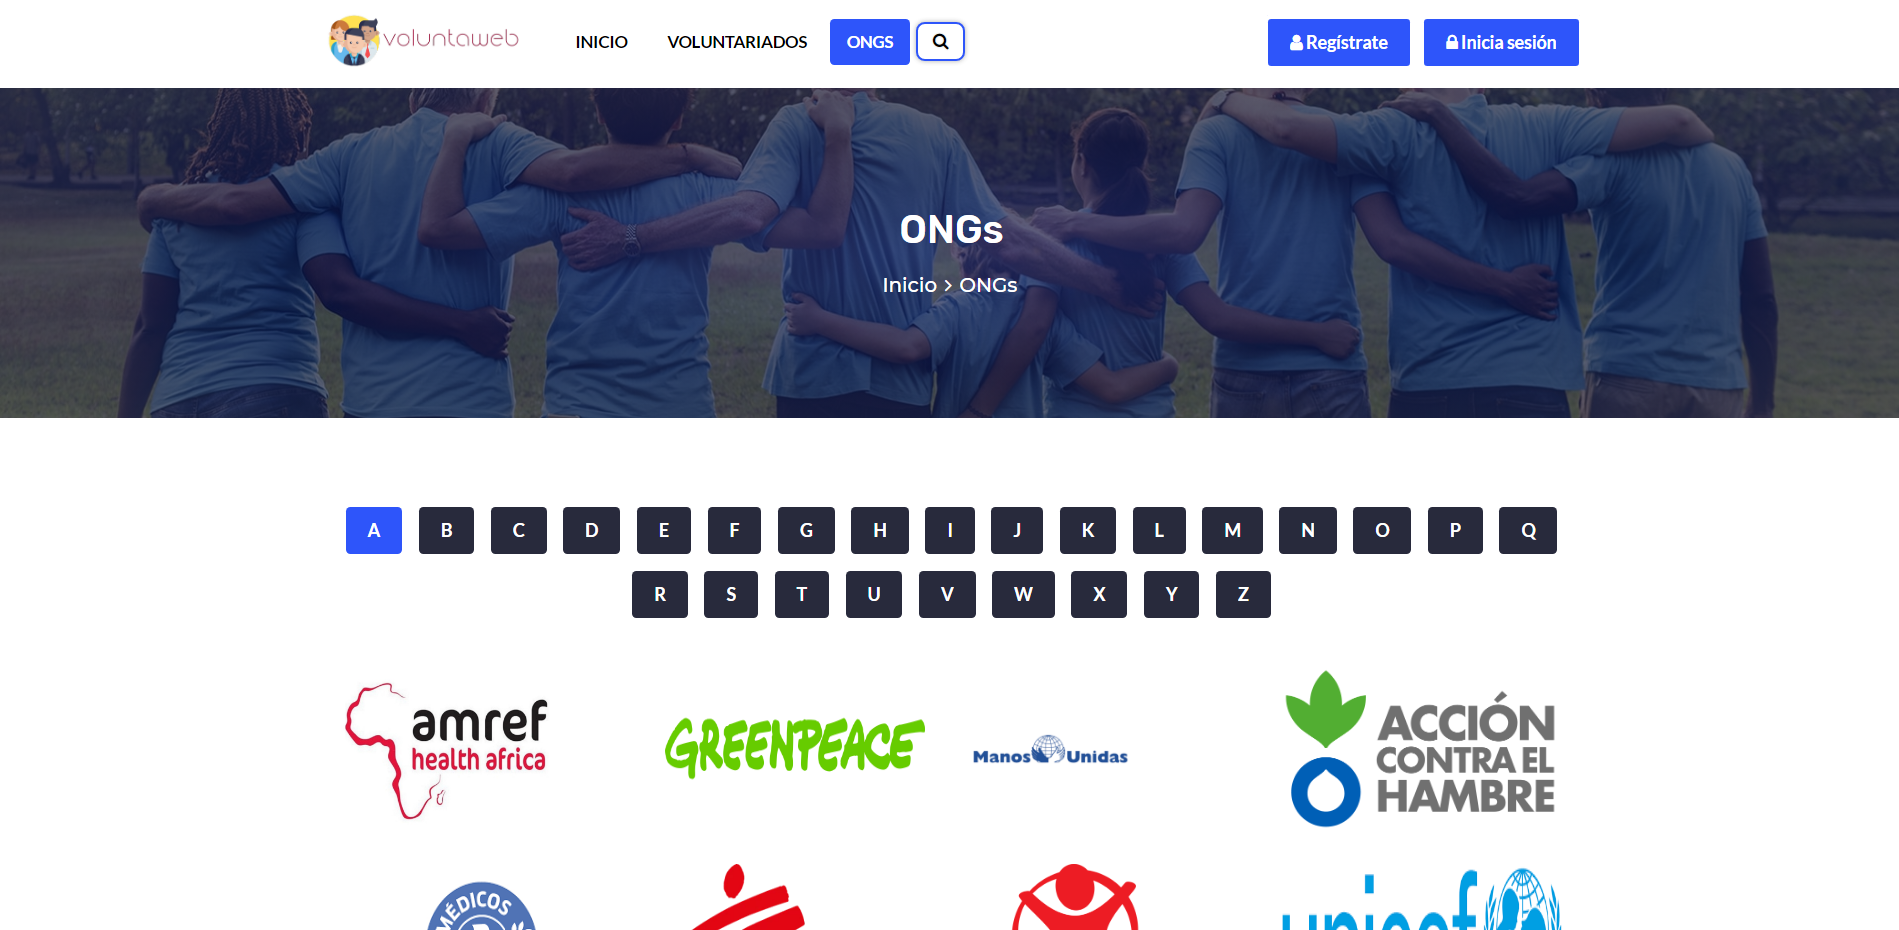 voluntaweb
INICIO
VOLUNTARIADOS
ONGS
Regístrate
Inicia sesión
ONGs
Inicio > ONGs
A B C D E F G H I J K L M N O P Q
R S T U V W X Y Z
amref
health africa
GREENPEACE
Manos Unidas
ACCIÓN
CONTRA EL
HAMBRE
MÉDICOS
unicef